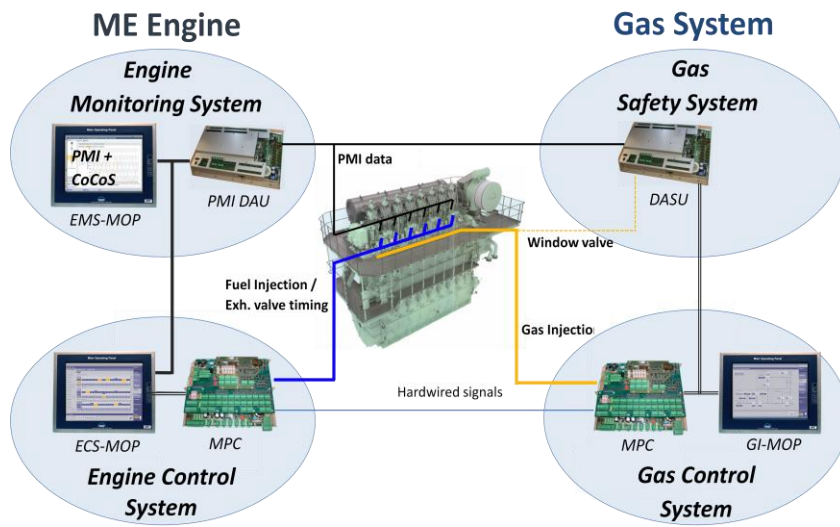 ME Engine
Gas System
Engine
Monitoring System
PMI +
CoCoS
EMS-MOP
PMI DAU
Gas
Safety System
DASU
PMI data
Window valve
Fuel Injection /
Exh. valve timing
Gas Injection
Hardwired signals
ECS-MOP
MPC
Engine Control
System
MPC
GI-MOP
Gas Control
System